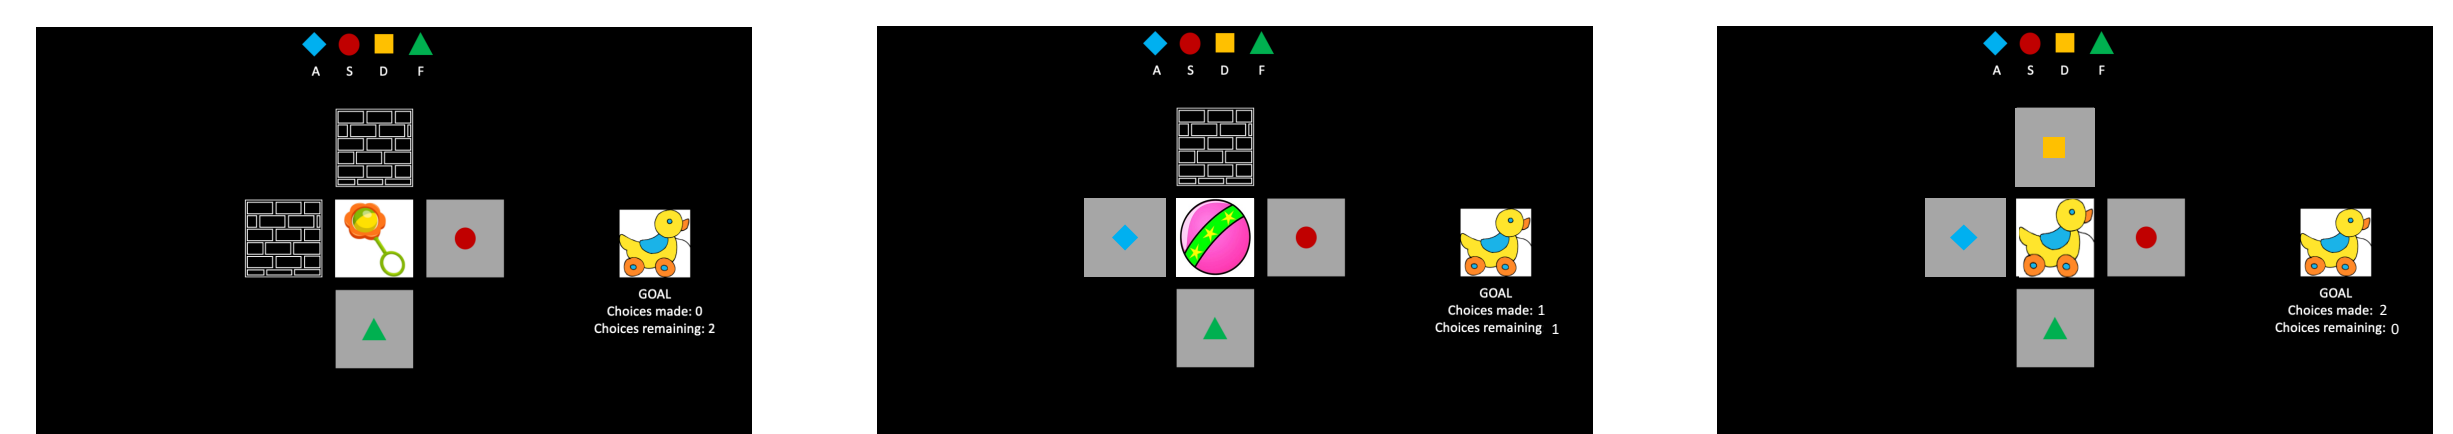 A S D F
GOAL
Choices made: 0
Choices remaining: 2
A S D F
GOAL
Choices made: 1
Choices remaining 1
A S D F
GOAL
Choices made: 2
Choices remaining: 0